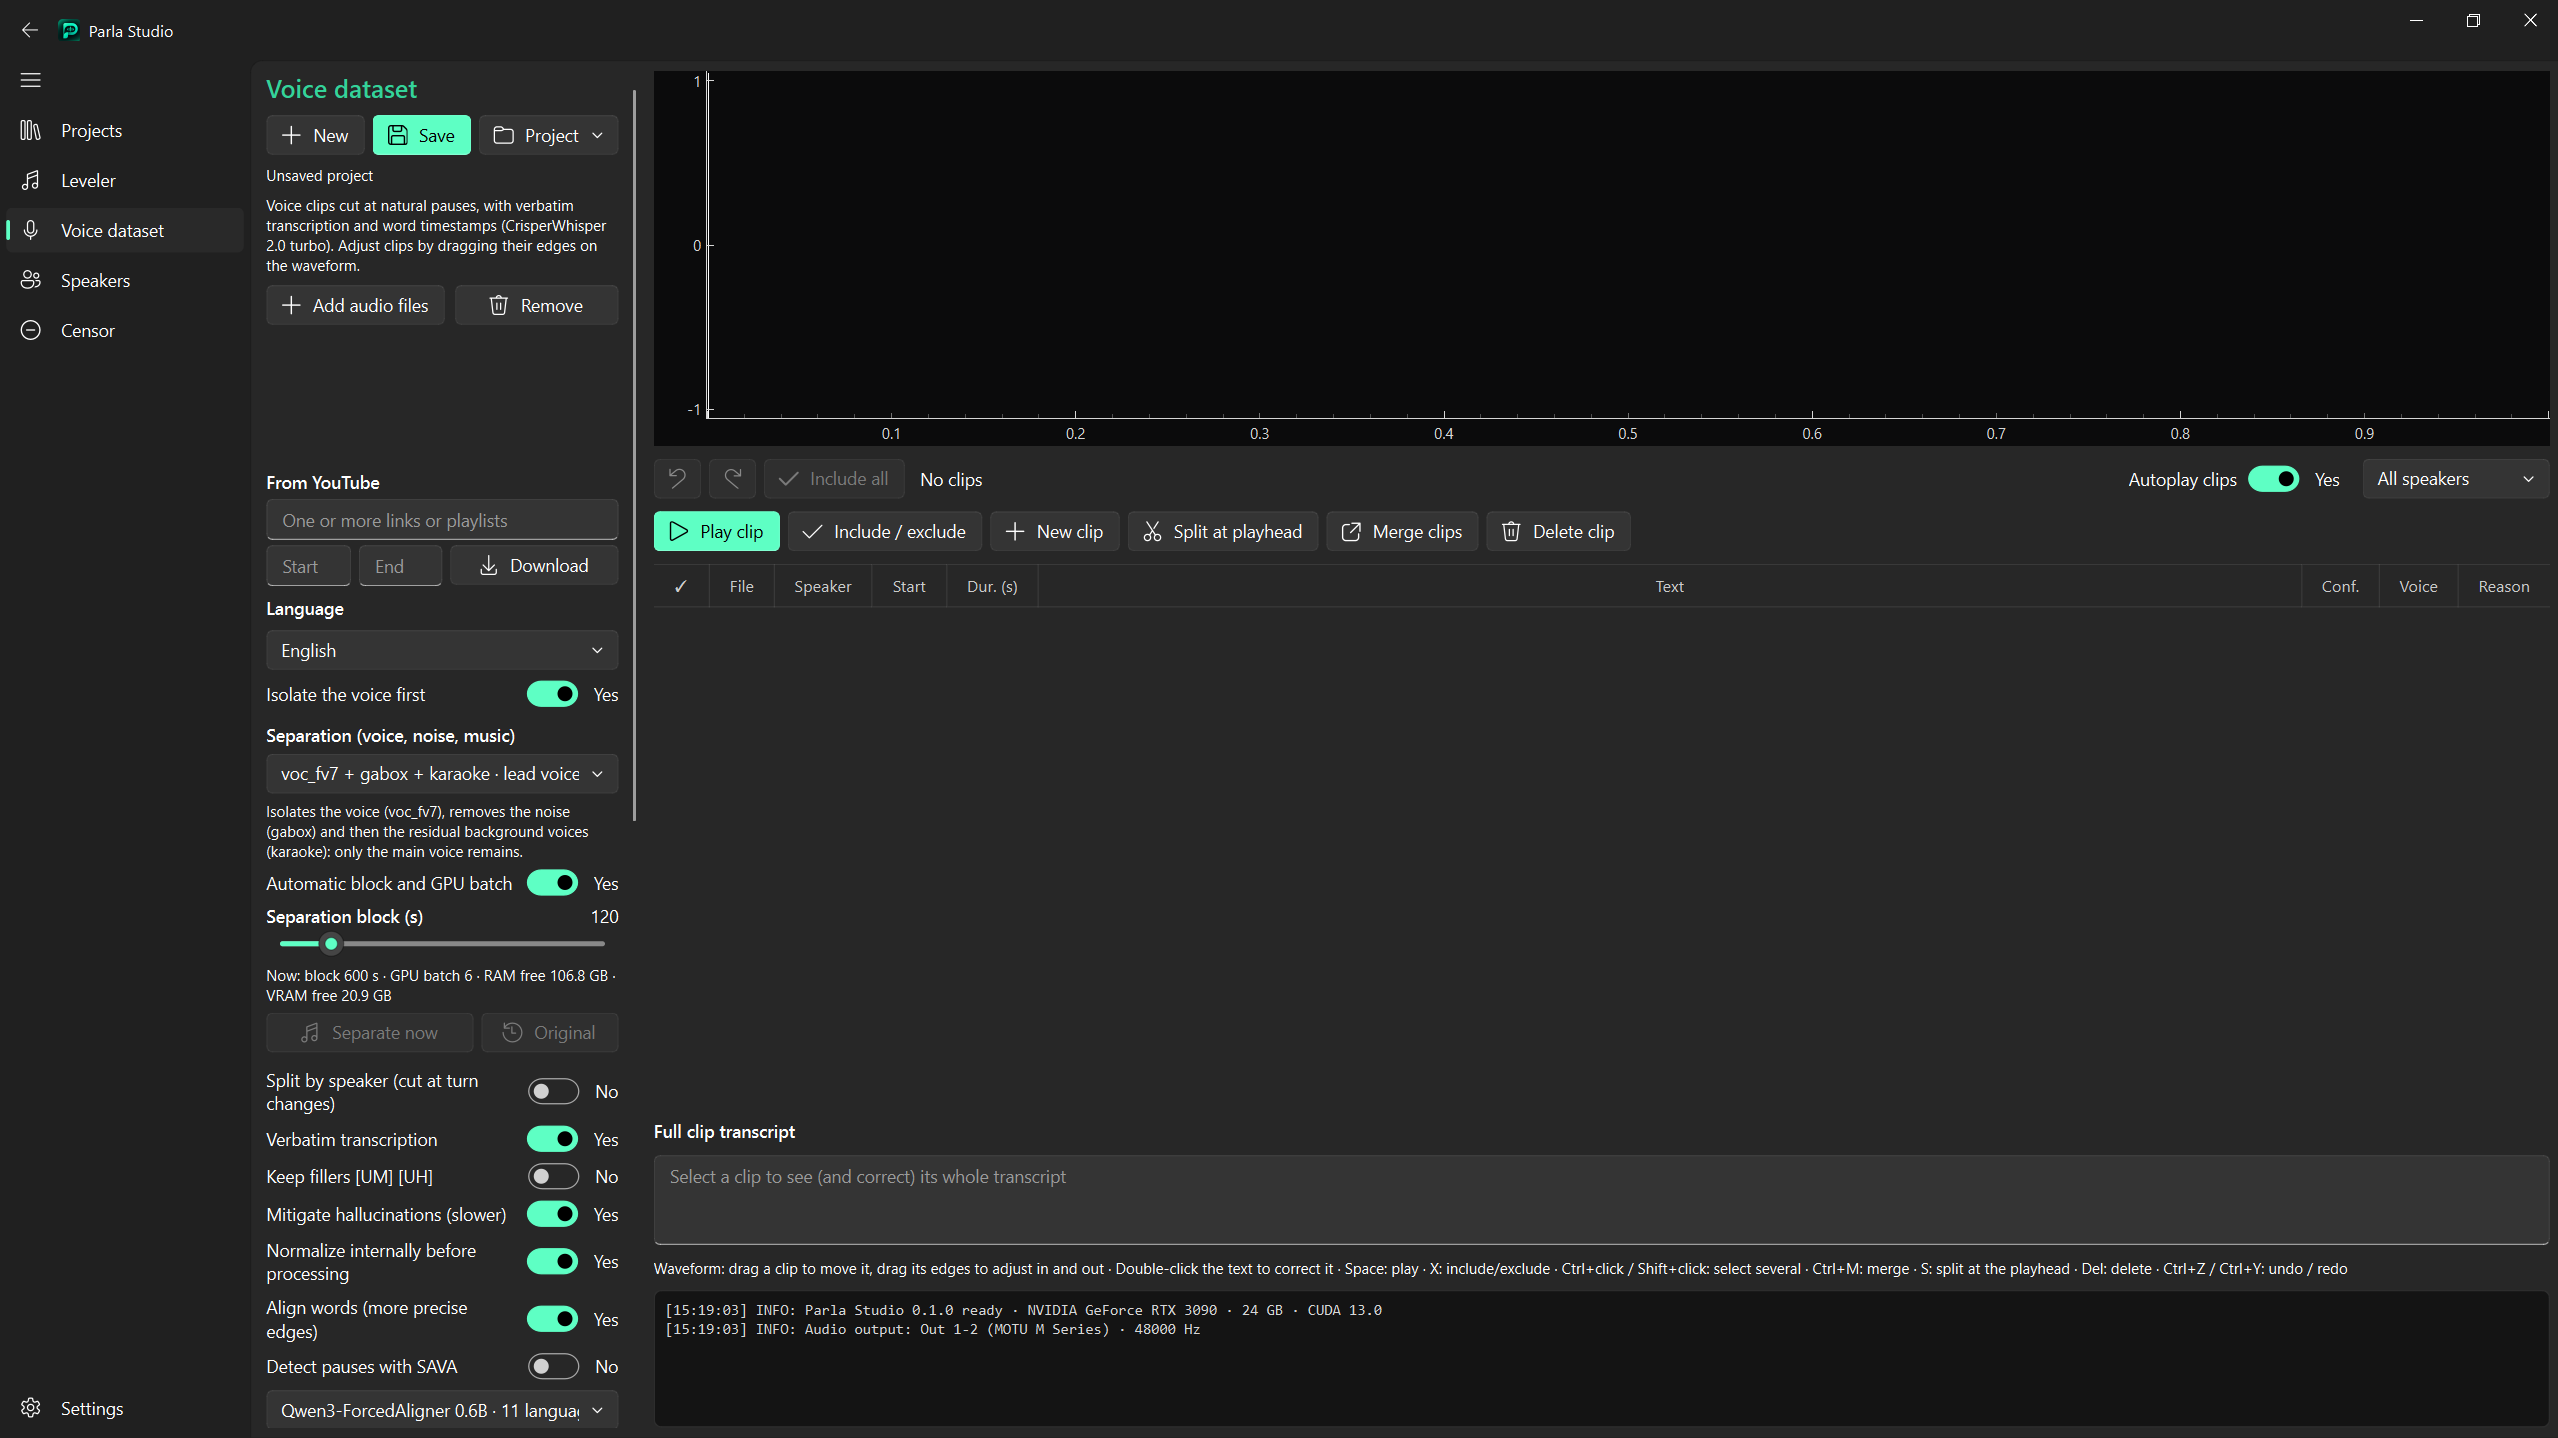 Parla Studio
Projects
Leveler
Voice dataset
Speakers
Censor
Settings
Voice dataset
New
Save
Project
Unsaved project
Voice clips cut at natural pauses, with verbatim
transcription and word timestamps (CrisperWhisper
2.0 turbo). Adjust clips by dragging their edges on
the waveform.
Add audio files
Remove
From YouTube
One or more links or playlists
Start
End
Download
Language
English
Isolate the voice first
Yes
Separation (voice, noise, music)
voc_fv7 + gabox + karaoke · lead voice
Isolates the voice (voc_fv7), removes the noise
(gabox) and then the residual background voices
(karaoke): only the main voice remains.
Automatic block and GPU batch
Yes
Separation block (s)
120
Now: block 600 s · GPU batch 6 · RAM free 106.8 GB ·
VRAM free 20.9 GB
Separate now
Original
Split by speaker (cut at turn
changes)
No
Verbatim transcription
Yes
Keep fillers [UM] [UH]
No
Mitigate hallucinations (slower)
Yes
Normalize internally before
processing
Yes
Align words (more precise
edges)
Yes
Detect pauses with SAVA
No
Qwen3-ForcedAligner 0.6B · 11 langua
1
0
-1
0.1
0.2
0.3
0.4
0.5
0.6
0.7
0.8
0.9
Include all
No clips
Autoplay clips
Yes
All speakers
Play clip
Include / exclude
New clip
Split at playhead
Merge clips
Delete clip
✓
File
Speaker
Start
Dur. (s)
Text
Conf.
Voice
Reason
Full clip transcript
Select a clip to see (and correct) its whole transcript
Waveform: drag a clip to move it, drag its edges to adjust in and out · Double-click the text to correct it · Space: play · X: include/exclude · Ctrl+click / Shift+click: select several · Ctrl+M: merge · S: split at the playhead · Del: delete · Ctrl+Z / Ctrl+Y: undo / redo
[15:19:03] INFO: Parla Studio 0.1.0 ready · NVIDIA GeForce RTX 3090 · 24 GB · CUDA 13.0
[15:19:03] INFO: Audio output: Out 1-2 (MOTU M Series) · 48000 Hz